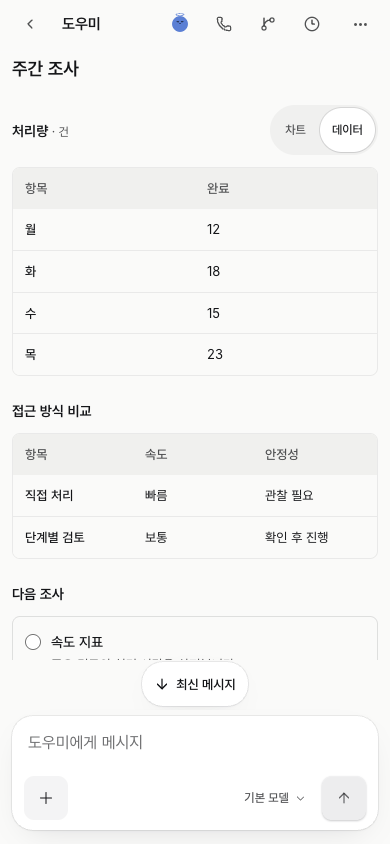 도우미
주간 조사
처리량 · 건
차트 데이터
항목 완료
월 12
화 18
수 15
목 23
접근 방식 비교
항목 속도 안정성
직접 처리 빠름 관찰 필요
단계별 검토 보통 확인 후 진행
다음 조사
속도 지표
최신 메시지
도우미에게 메시지
기본 모델